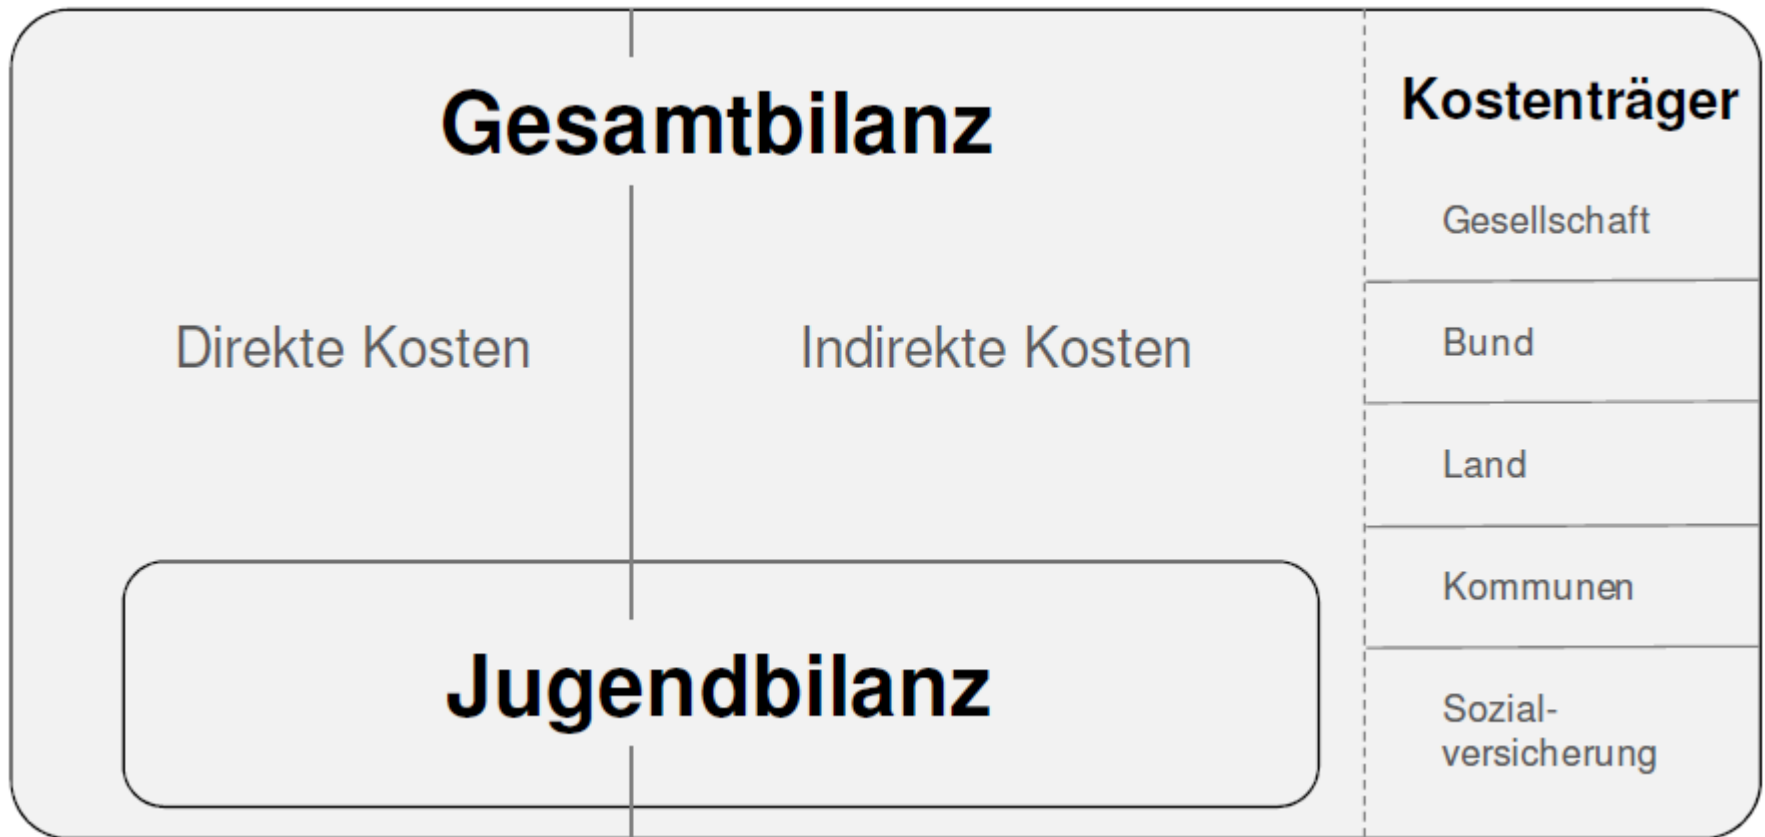 Gesamtbilanz
Direkte Kosten
Indirekte Kosten
Jugendbilanz
Kostenträger
Gesellschaft
Bund
Land
Kommunen
Sozial-
versicherung